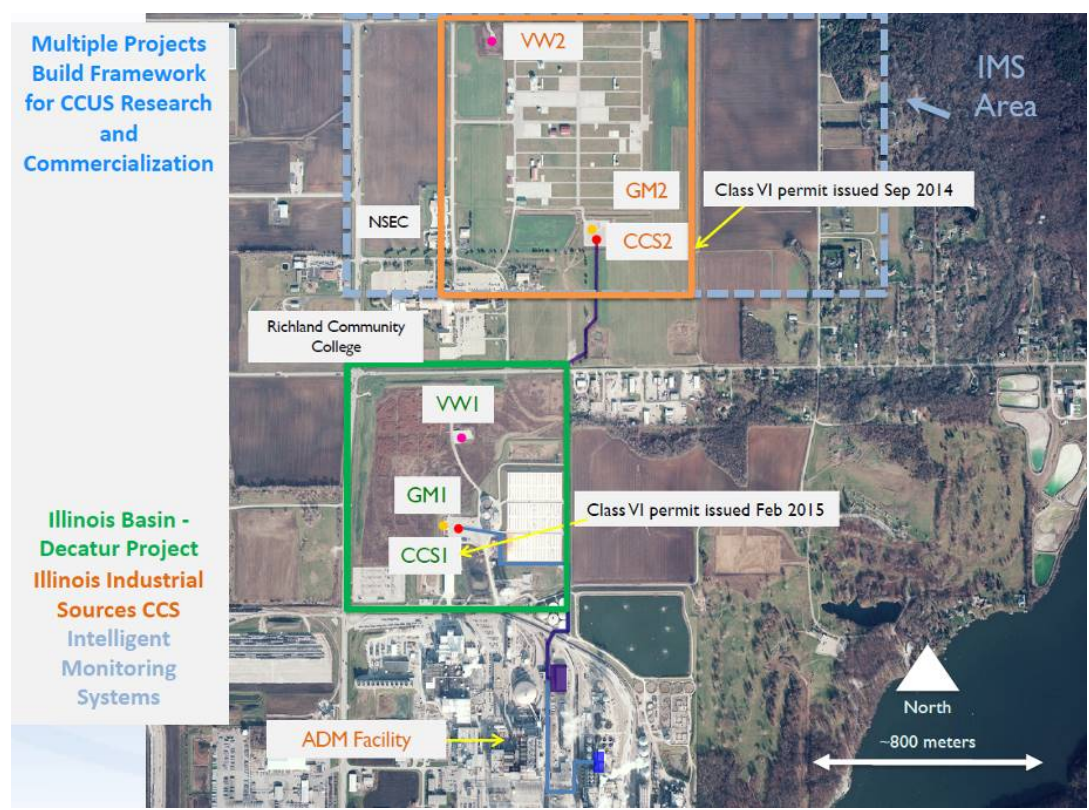 Multiple Projects
Build Framework
for CCUS Research
and
Commercialization
VW2
IMS
Area
GM2
Class VI permit issued Sep 2014
NSEC
CCS2
Richland Community
College
VW1
GM1
Class VI permit issued Feb 2015
CCS1
Illinois Basin -
Decatur Project
Illinois Industrial
Sources CCS
Intelligent
Monitoring
Systems
ADM Facility
North
~800 meters